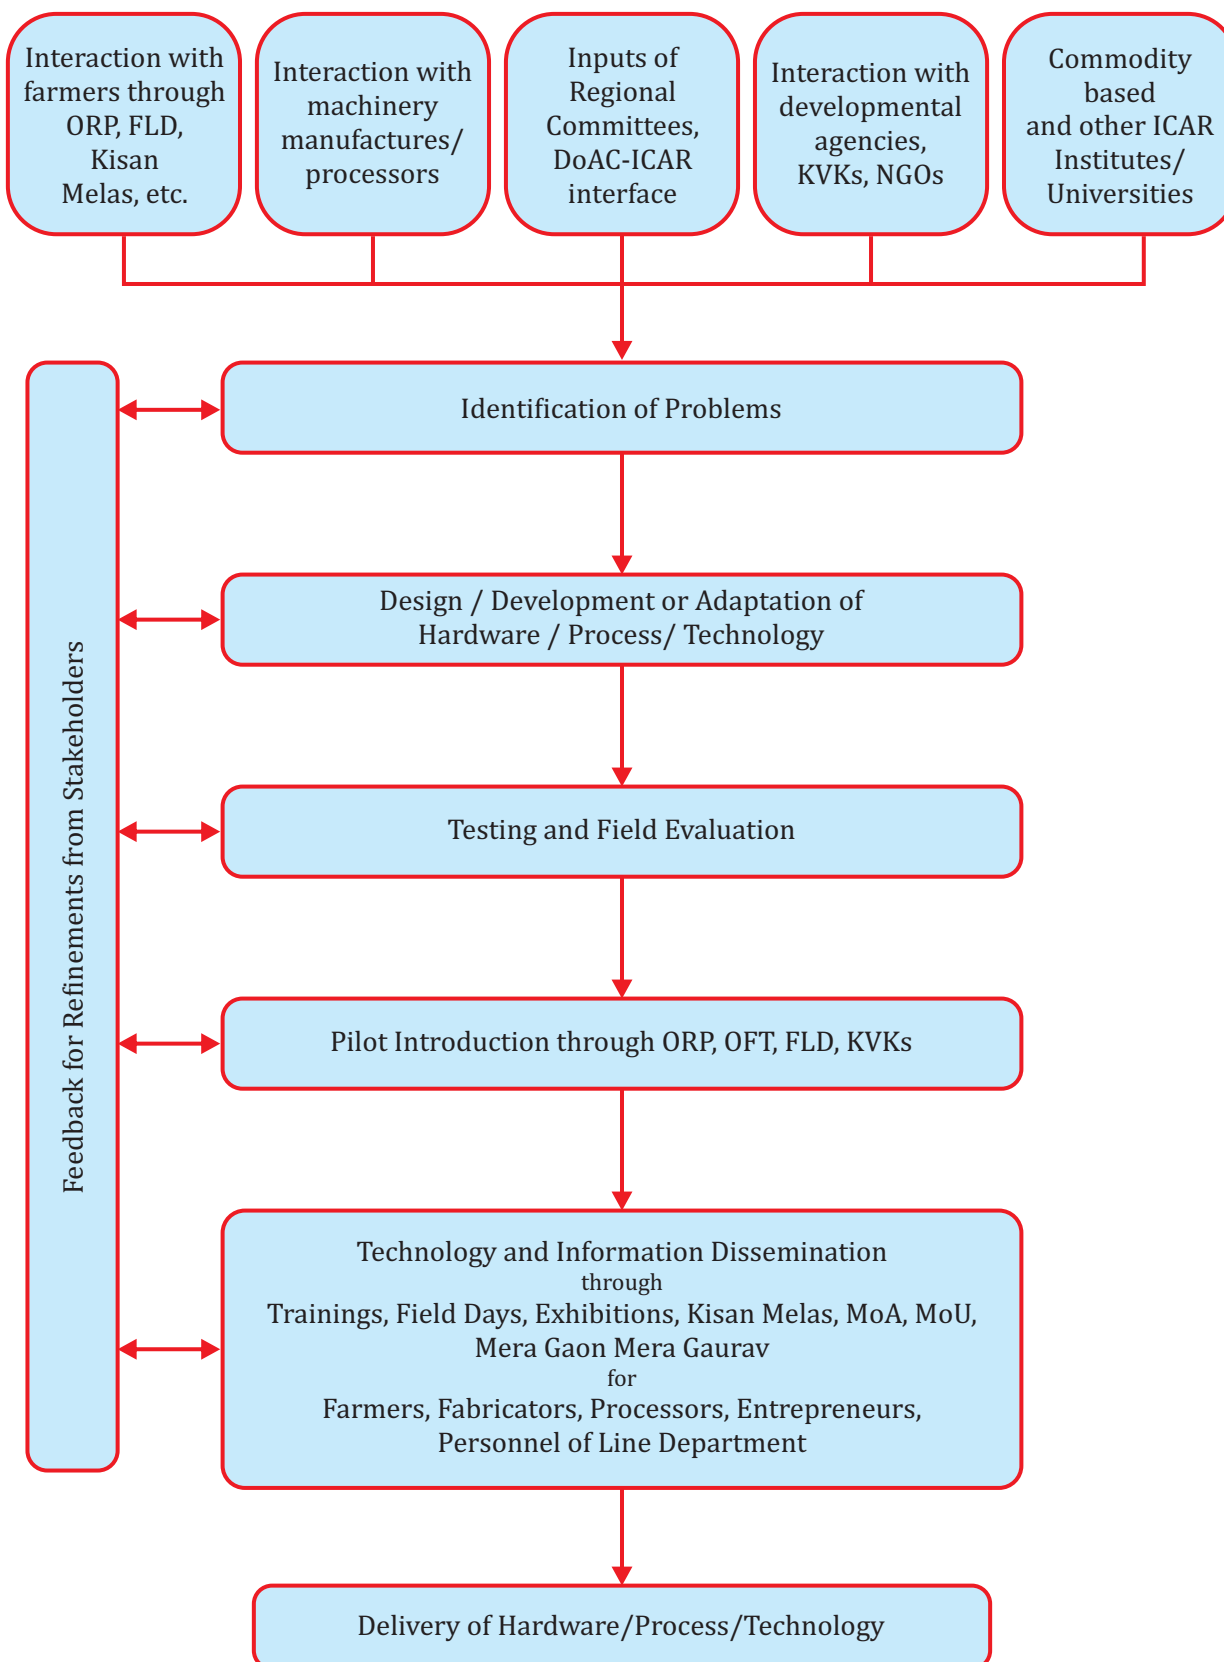 Interaction with
farmers through
ORP, FLD,
Kisan
Melas, etc.
Interaction with
machinery
manufactures/
processors
Inputs of
Regional
Committees,
DoAC-ICAR
interface
Interaction with
developmental
agencies,
KVKs, NGOs
Commodity
based
and other ICAR
Institutes/
Universities
Feedback for Refinements from Stakeholders
Identification of Problems
Design / Development or Adaptation of
Hardware / Process/ Technology
Testing and Field Evaluation
Pilot Introduction through ORP, OFT, FLD, KVKs
Technology and Information Dissemination
through
Trainings, Field Days, Exhibitions, Kisan Melas, MoA, MoU,
Mera Gaon Mera Gaurav
for
Farmers, Fabricators, Processors, Entrepreneurs,
Personnel of Line Department
Delivery of Hardware/Process/Technology